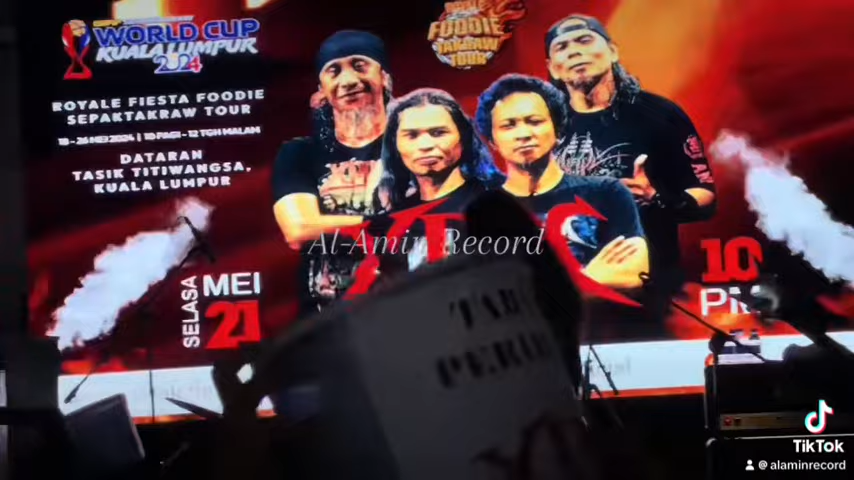 WORLD CUP
KUALA LUMPUR
2024
ROYALE FIESTA FOODIE
SEPAKTAKRAW TOUR
18 - 26 MEI 2024 | 10 PAGI - 12 TGH MALAM
DATARAN
TASIK TITIWANGSA,
KUALA LUMPUR
FOODIE
TAKRAW
TOUR
Al-Amin Record
SELASA
MEI
21
10
PM
TikTok
@alaminrecord